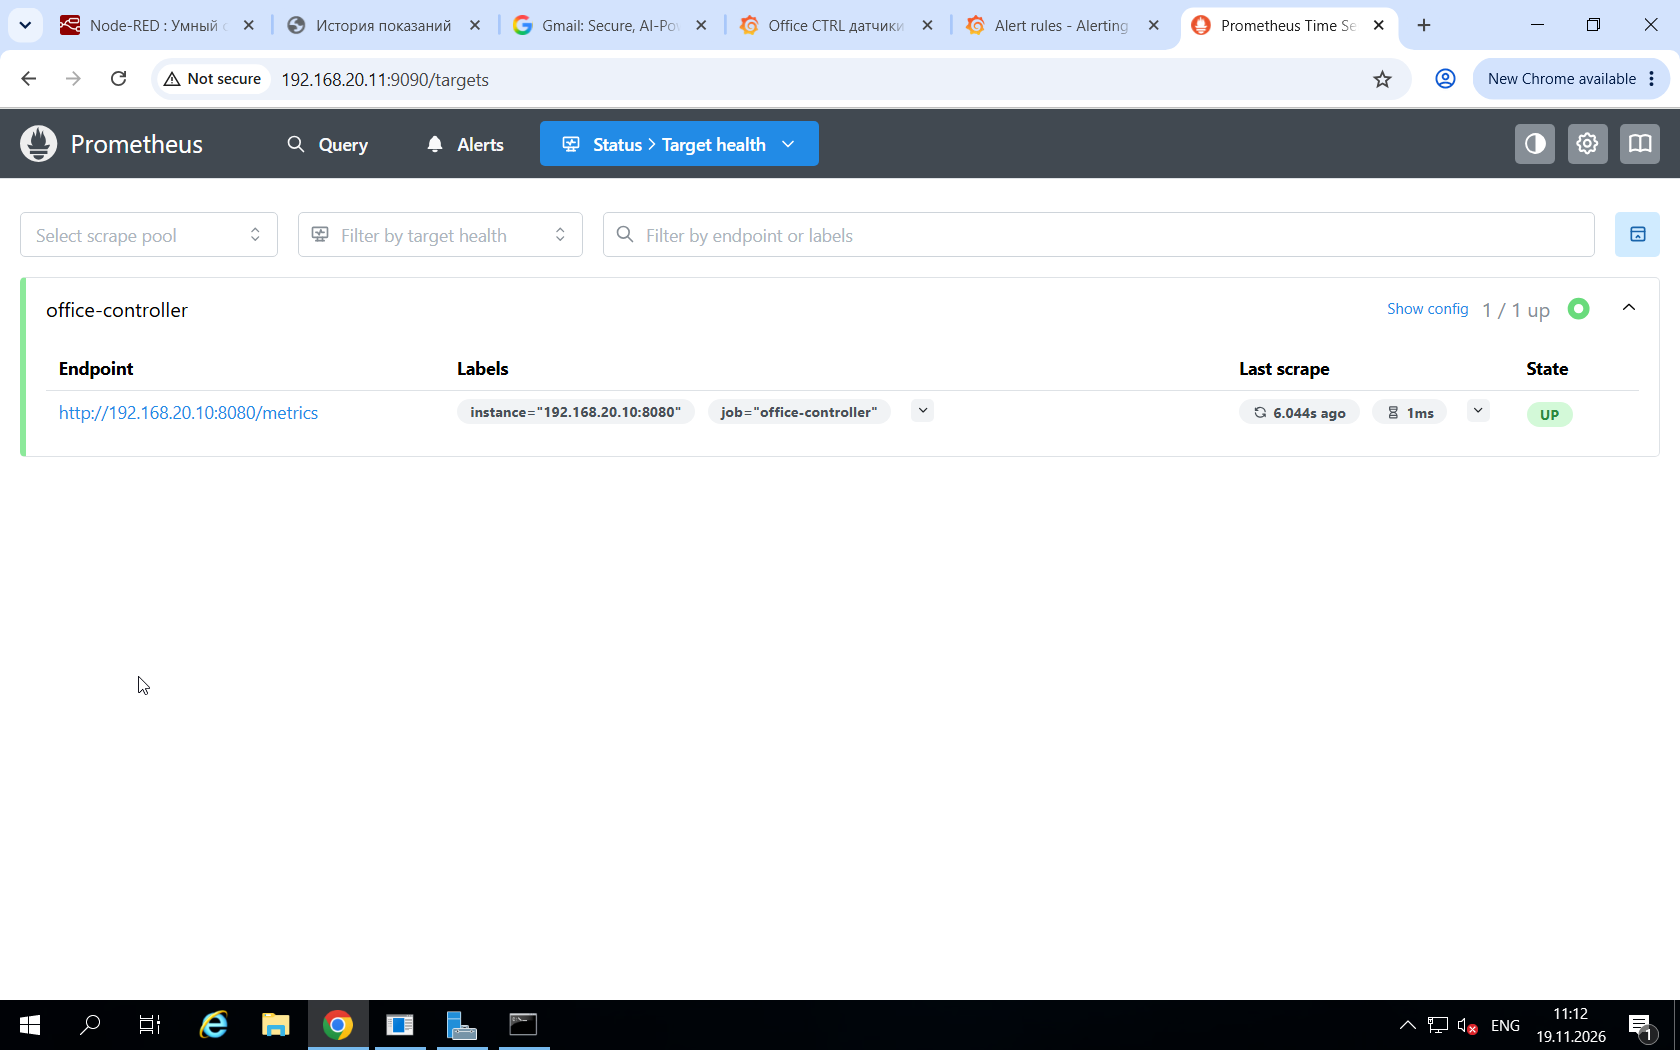 Node-RED : Умный
История показаний
Gmail: Secure, AI-Po
Office CTRL датчики
Alert rules - Alerting
Prometheus Time Se
Not secure
192.168.20.11:9090/targets
New Chrome available
Prometheus
Query
Alerts
Status > Target health
Select scrape pool
Filter by target health
Filter by endpoint or labels
office-controller
Show config
1 / 1 up
Endpoint
Labels
Last scrape
State
http://192.168.20.10:8080/metrics
instance="192.168.20.10:8080"
job="office-controller"
6.044s ago
1ms
UP
ENG
11:12
19.11.2026
1